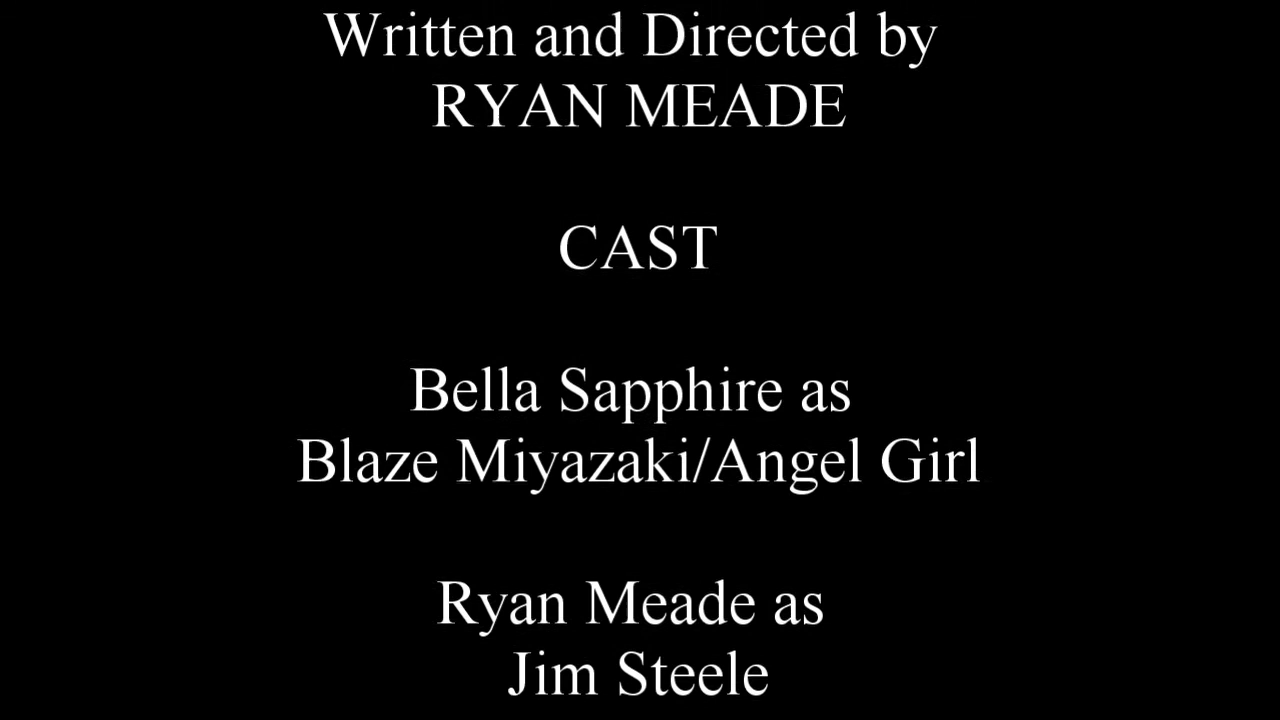 Written and Directed by
RYAN MEADE
CAST
Bella Sapphire as
Blaze Miyazaki/Angel Girl
Ryan Meade as
Jim Steele